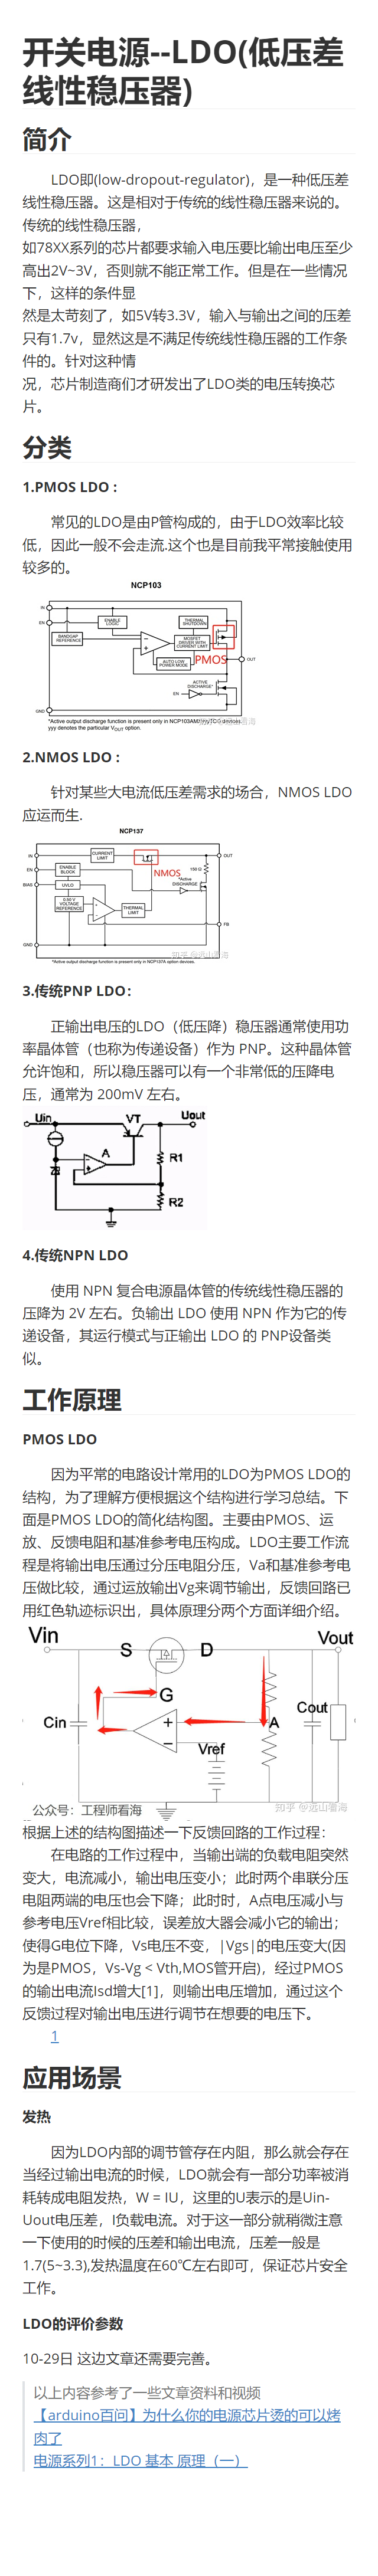 开关电源--LDO(低压差
线性稳压器)
简介
LDO即(low-dropout-regulator)，是一种低压差
线性稳压器。这是相对于传统的线性稳压器来说的。
传统的线性稳压器，
如78XX系列的芯片都要求输入电压要比输出电压至少
高出2V~3V，否则就不能正常工作。但是在一些情况
下，这样的条件显
然是太苛刻了，如5V转3.3V，输入与输出之间的压差
只有1.7v，显然这是不满足传统线性稳压器的工作条
件的。针对这种情
况，芯片制造商们才研发出了LDO类的电压转换芯
片。
分类
1.PMOS LDO：
常见的LDO是由P管构成的，由于LDO效率比较
低，因此一般不会走流.这个也是目前我平常接触使用
较多的。
NCP103
IN
EN
ENABLE
LOGIC
THERMAL
SHUTDOWN
BANDGAP
REFERENCE
MOSFET
DRIVER WITH
CURRENT LIMIT
AUTO LOW
POWER MODE
PMOS
OUT
ACTIVE
DISCHARGE*
EN
GND
*Active output discharge function is present only in NCP103AMXyyyTCG devices.
yyy denotes the particular VOUT option.
2.NMOS LDO：
针对某些大电流低压差需求的场合，NMOS LDO
应运而生.
NCP137
IN
CURRENT
LIMIT
OUT
EN
ENABLE
BLOCK
NMOS
150 Ω
BIAS
UVLO
*Active
DISCHARGE
0.50 V
VOLTAGE
REFERENCE
THERMAL
LIMIT
FB
GND
知乎 @远山看海
*Active output discharge function is present only in NCP137A option devices.
3.传统PNP LDO：
正输出电压的LDO（低压降）稳压器通常使用功
率晶体管（也称为传递设备）作为 PNP。这种晶体管
允许饱和，所以稳压器可以有一个非常低的压降电
压，通常为 200mV 左右。
Uin
VT
Uout
A
R1
R2
4.传统NPN LDO
使用 NPN 复合电源晶体管的传统线性稳压器的
压降为 2V 左右。负输出 LDO 使用 NPN 作为它的传
递设备，其运行模式与正输出 LDO 的 PNP设备类
似。
工作原理
PMOS LDO
因为平常的电路设计常用的LDO为PMOS LDO的
结构，为了理解方便根据这个结构进行学习总结。下
面是PMOS LDO的简化结构图。主要由PMOS、运
放、反馈电阻和基准参考电压构成。LDO主要工作流
程是将输出电压通过分压电阻分压，Va和基准参考电
压做比较，通过运放输出Vg来调节输出，反馈回路已
用红色轨迹标识出，具体原理分两个方面详细介绍。
Vin
S
D
Vout
G
Cin
A
Cout
Vref
公众号：工程师看海
知乎 @远山看海
根据上述的结构图描述一下反馈回路的工作过程：
在电路的工作过程中，当输出端的负载电阻突然
变大，电流减小，输出电压变小；此时两个串联分压
电阻两端的电压也会下降；此时时，A点电压减小与
参考电压Vref相比较，误差放大器会减小它的输出；
使得G电位下降，Vs电压不变，|Vgs|的电压变大(因
为是PMOS，Vs-Vg < Vth,MOS管开启)，经过PMOS
的输出电流Isd增大[1]，则输出电压增加，通过这个
反馈过程对输出电压进行调节在想要的电压下。
1
应用场景
发热
因为LDO内部的调节管存在内阻，那么就会存在
当经过输出电流的时候，LDO就会有一部分功率被消
耗转成电阻发热，W = IU，这里的U表示的是Uin-
Uout电压差，I负载电流。对于这一部分就稍微注意
一下使用的时候的压差和输出电流，压差一般是
1.7(5~3.3),发热温度在60℃左右即可，保证芯片安全
工作。
LDO的评价参数
10-29日 这边文章还需要完善。
以上内容参考了一些文章资料和视频
【arduino百问】为什么你的电源芯片烫的可以烤
肉了
电源系列1：LDO 基本 原理（一）